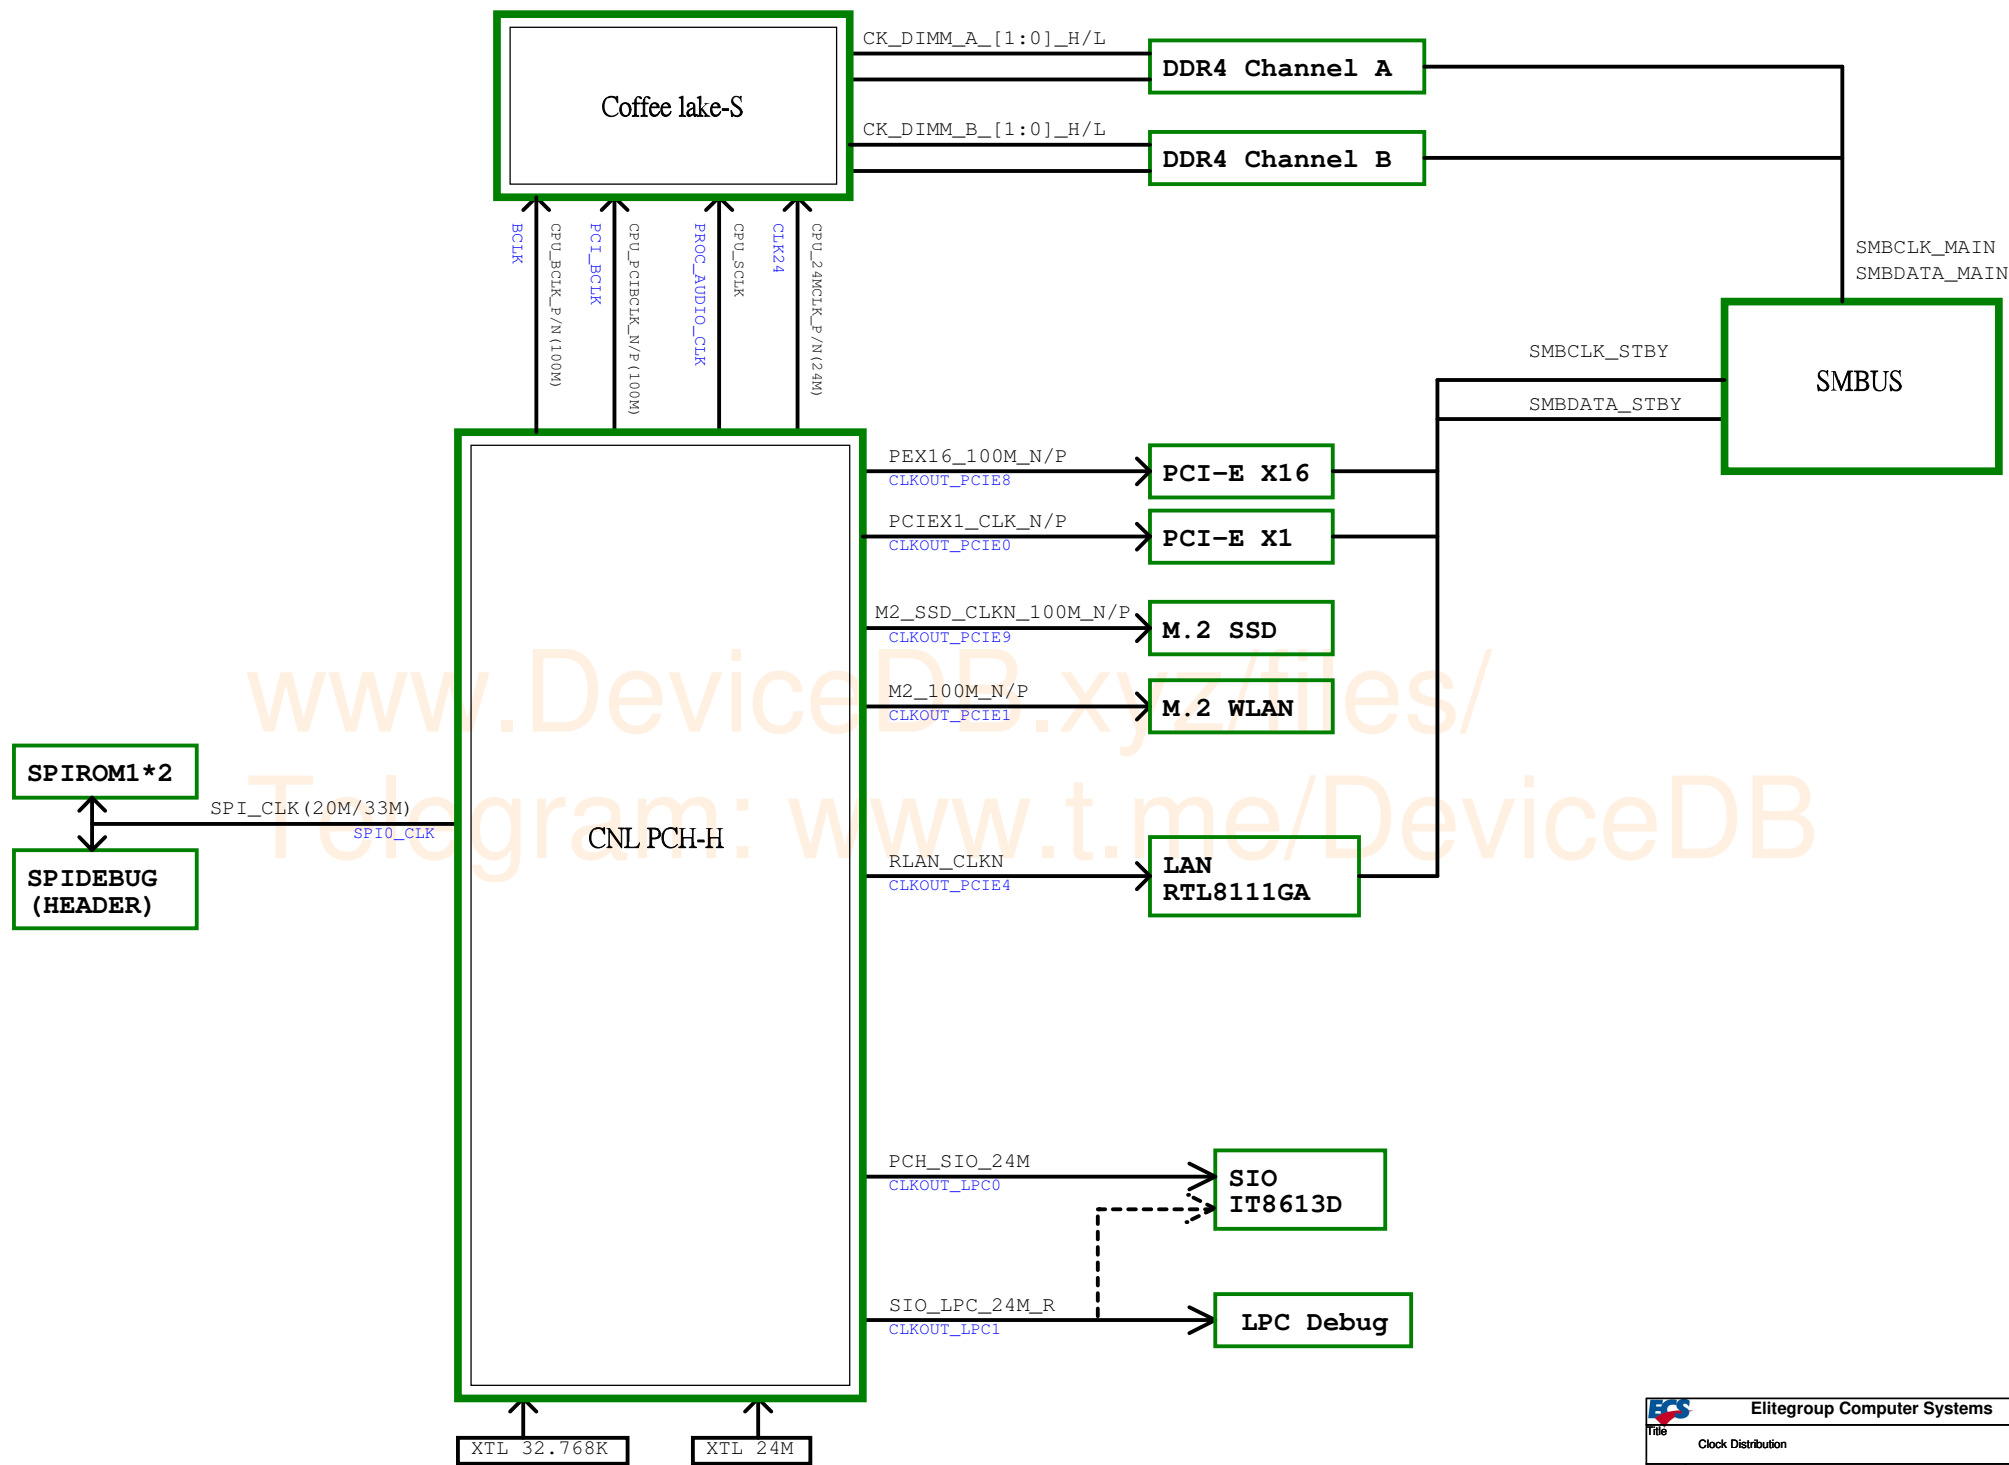 CK_DIMM_A_[1:0]_H/L
DDR4 Channel A
Coffee lake-S
CK_DIMM_B_[1:0]_H/L
DDR4 Channel B
BCLK
CPU_BCLK_P/N(100M)
PCI_BCLK
CPU_PCIBCLK_N/P(100M)
PROC_AUDIO_CLK
CPU_SCLK
CLK24
CPU_24MCLK_P/N(24M)
SMBCLK_MAIN
SMBDATA_MAIN
SMBCLK_STBY
SMBUS
SMBDATA_STBY
PEX16_100M_N/P
CLKOUT_PCIE8
PCI-E X16
PCIEX1_CLK_N/P
CLKOUT_PCIE0
PCI-E X1
M2_SSD_CLKN_100M_N/P
CLKOUT_PCIE9
M.2 SSD
www.DeviceDB.xyz/files/
M2_100M_N/P
CLKOUT_PCIE1
M.2 WLAN
SPIROM1*2
SPI_CLK(20M/33M)
SPI0_CLK
Telegram: www.t.me/DeviceDB
CNL PCH-H
SPIDEBUG
(HEADER)
RLAN_CLKN
CLKOUT_PCIE4
LAN
RTL8111GA
PCH_SIO_24M
CLKOUT_LPC0
SIO
IT8613D
SIO_LPC_24M_R
CLKOUT_LPC1
LPC Debug
XTL 32.768K
XTL 24M
ECS
Elitegroup Computer Systems
Title
Clock Distribution